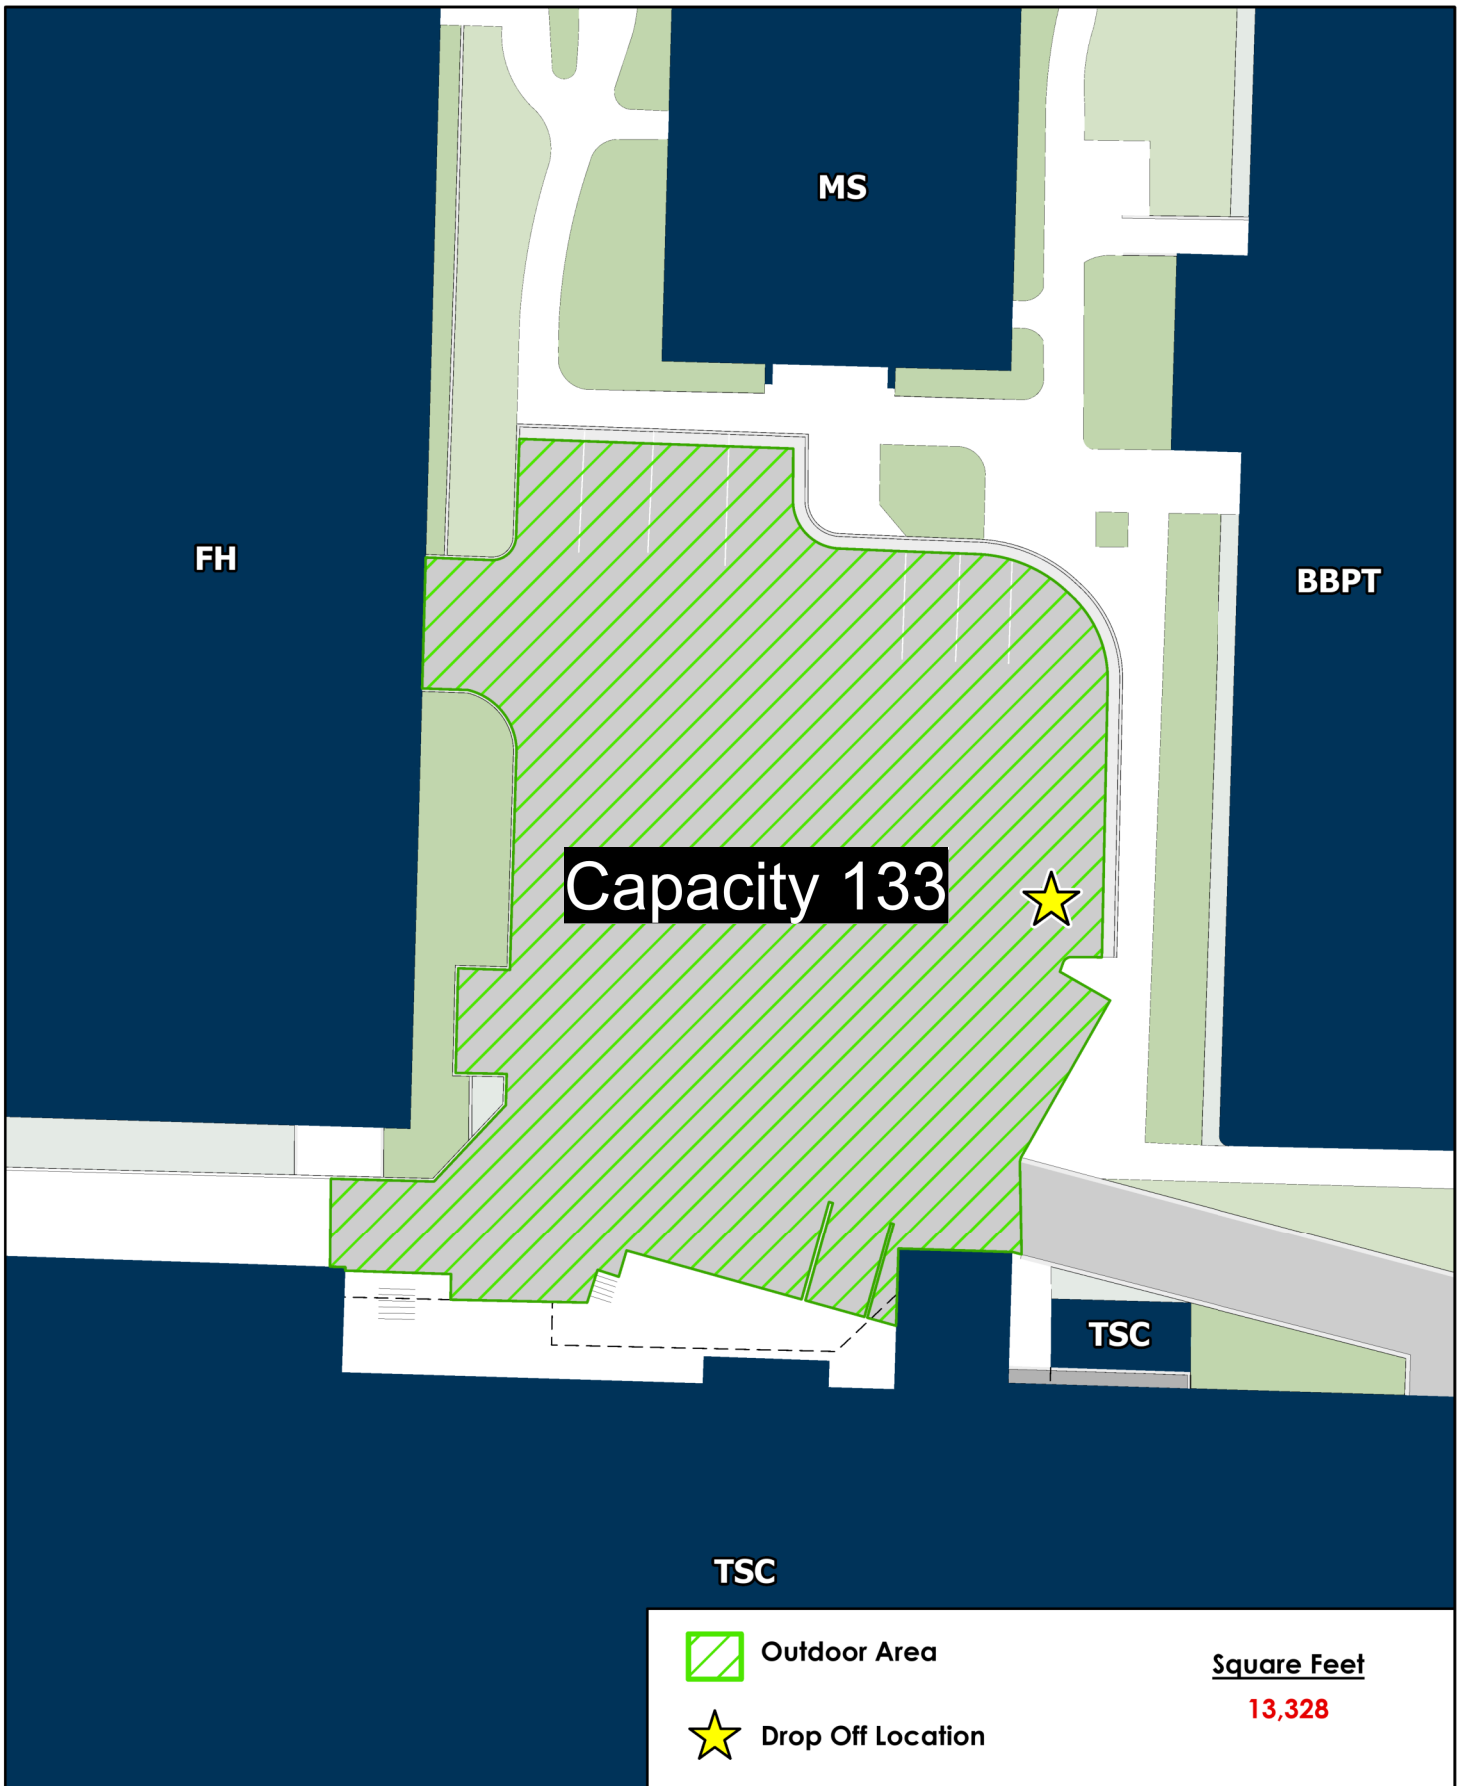 MS
FH
BBPT
Capacity 133
TSC
TSC
Outdoor Area
Square Feet
13,328
Drop Off Location